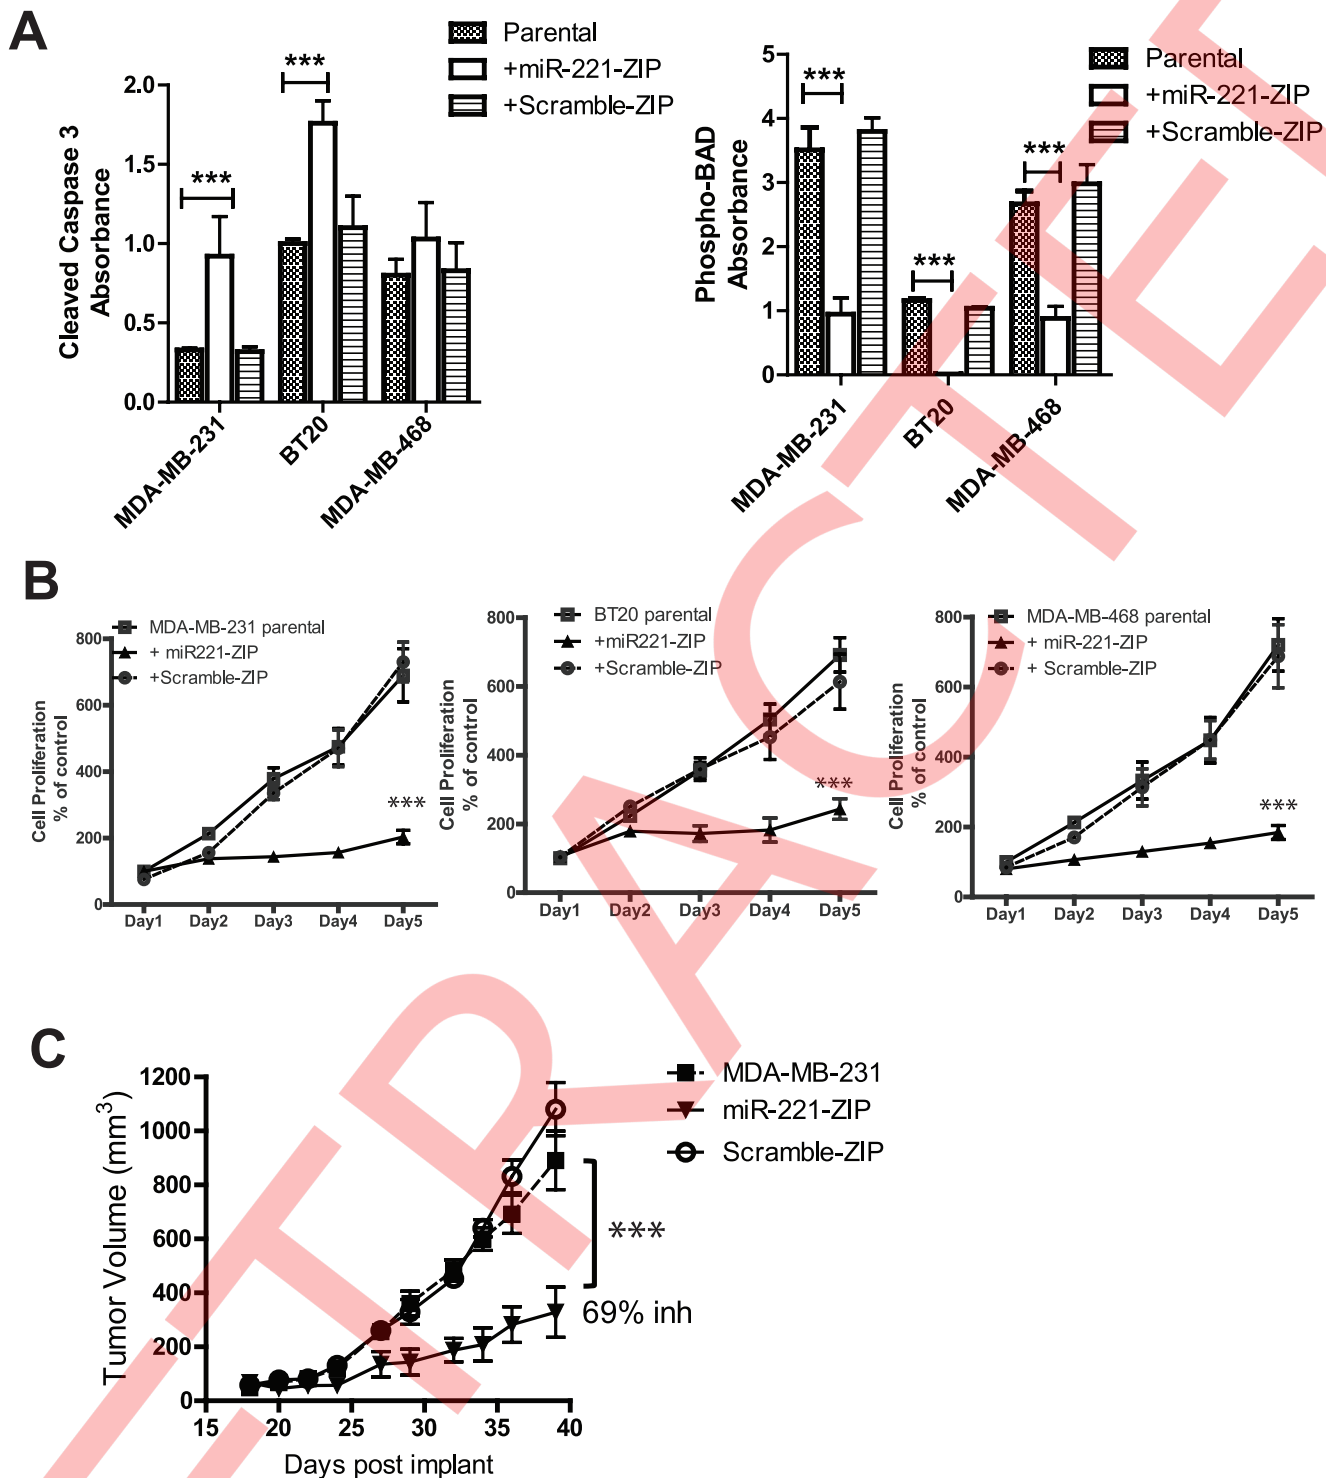 A
Parental
+miR-221-ZIP
+Scramble-ZIP
Cleaved Caspase 3
Absorbance
2.0
1.5
1.0
0.5
0.0
***
***
MDA-MB-231
BT20
MDA-MB-468
Parental
+miR-221-ZIP
+Scramble-ZIP
Phospho-BAD
Absorbance
5
4
3
2
1
0
***
***
***
MDA-MB-231
BT20
MDA-MB-468
B
MDA-MB-231 parental
+ miR221-ZIP
+Scramble-ZIP
Cell Proliferation
% of control
800
600
400
200
0
***
Day1 Day2 Day3 Day4 Day5
BT20 parental
+miR221-ZIP
+Scramble-ZIP
Cell Proliferation
% of control
800
600
400
200
0
***
Day1 Day2 Day3 Day4 Day5
MDA-MB-468 parental
+ miR-221-ZIP
+ Scramble-ZIP
Cell Proliferation
% of control
800
600
400
200
0
***
Day1 Day2 Day3 Day4 Day5
C
MDA-MB-231
miR-221-ZIP
Scramble-ZIP
Tumor Volume (mm³)
1200
1000
800
600
400
200
0
***
69% inh
15 20 25 30 35 40
Days post implant
ETRACTE